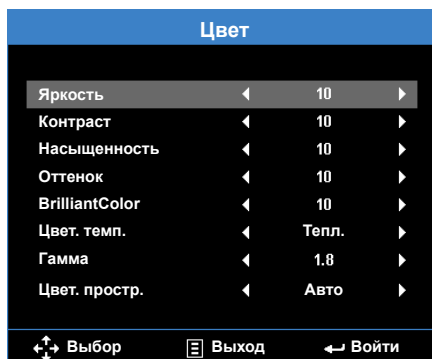 Цвет
Яркость 10
Контраст 10
Насыщенность 10
Оттенок 10
BrilliantColor 10
Цвет. темп. Тепл.
Гамма 1.8
Цвет. простр. Авто
Выбор Выход Войти